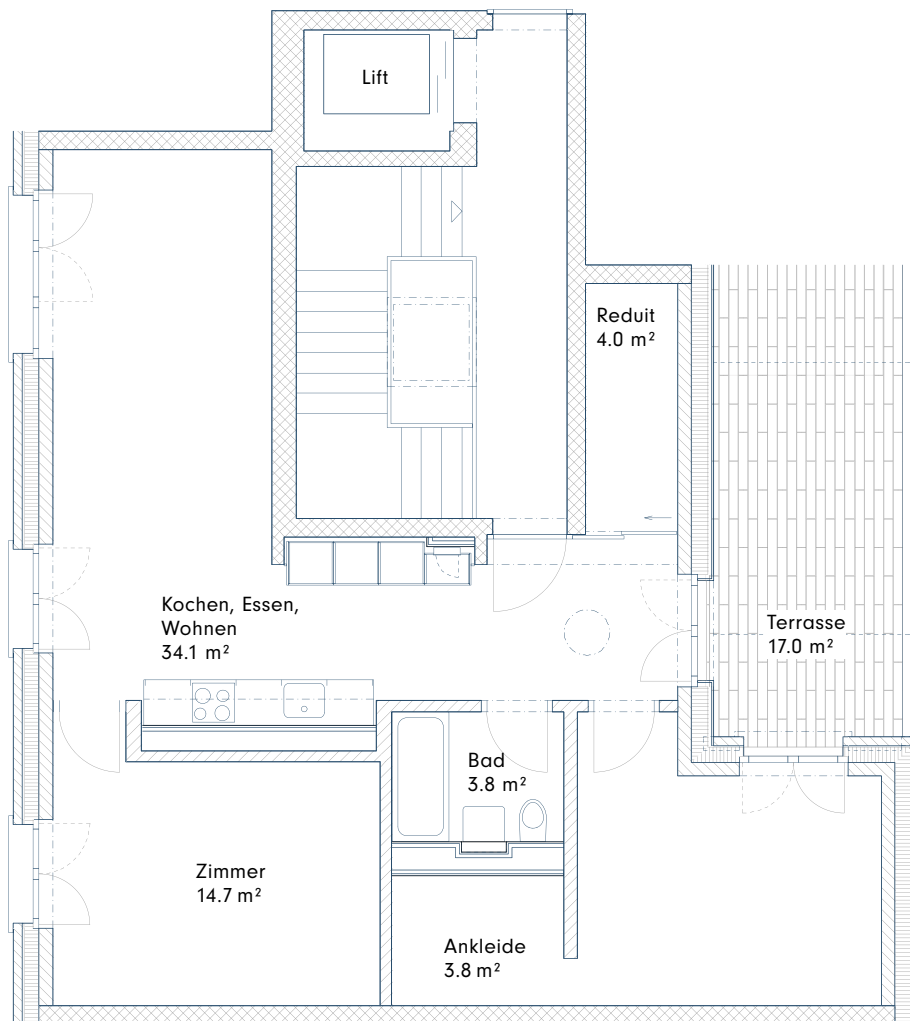 Lift
Reduit
4.0 m²
Kochen, Essen,
Wohnen
34.1 m²
Terrasse
17.0 m²
Bad
3.8 m²
Zimmer
14.7 m²
Ankleide
3.8 m²